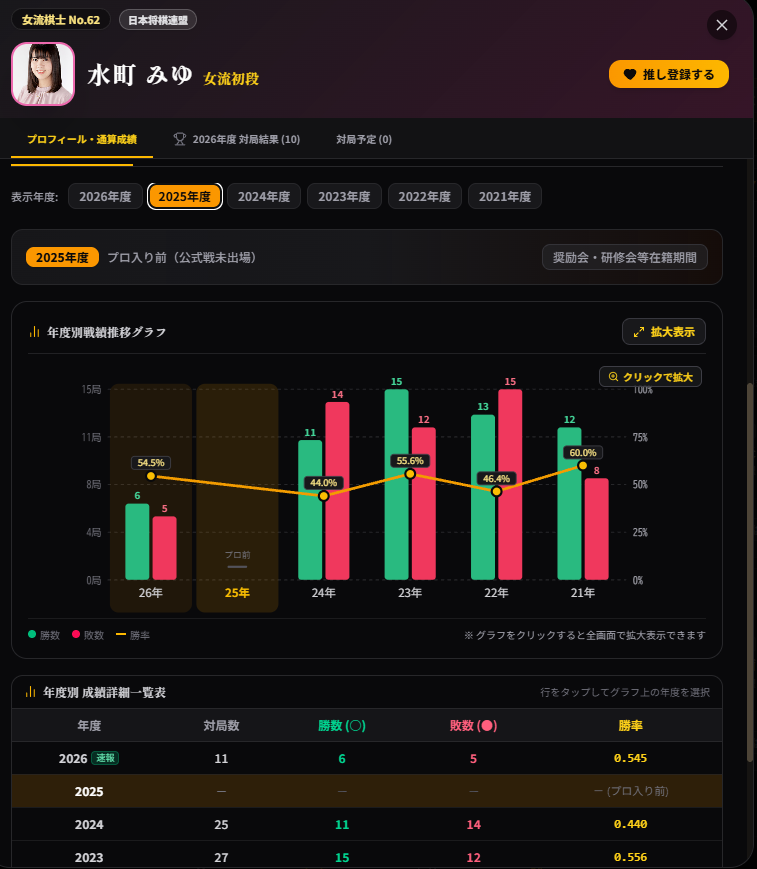 女流棋士 No.62 日本将棋連盟
水町 みゆ 女流初段
推し登録する
プロフィール・通算成績 2026年度 対局結果 (10) 対局予定 (0)
表示年度: 2026年度 2025年度 2024年度 2023年度 2022年度 2021年度
2025年度 プロ入り前（公式戦未出場） 奨励会・研修会等在籍期間
年度別戦績推移グラフ 拡大表示
クリックで拡大
15局 11局 8局 4局 0局
100% 75% 50% 25% 0%
6 5 54.5%
プロ前
11 14 44.0%
15 12 55.6%
13 15 46.4%
12 8 60.0%
26年 25年 24年 23年 22年 21年
勝数 敗数 勝率 ※ グラフをクリックすると全画面で拡大表示できます
年度別 成績詳細一覧表 行をタップしてグラフ上の年度を選択
年度 対局数 勝数 (○) 敗数 (●) 勝率
2026 速報 11 6 5 0.545
2025 — — — — (プロ入り前)
2024 25 11 14 0.440
2023 27 15 12 0.556